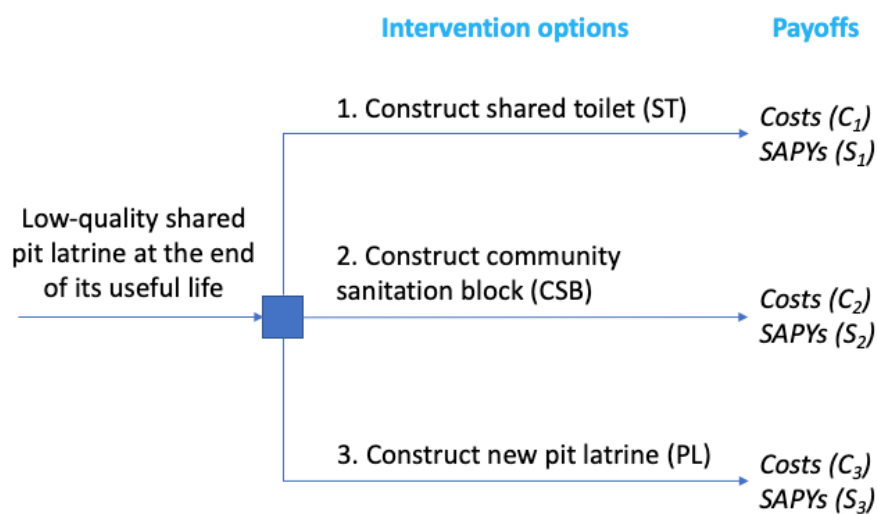 Intervention options
Payoffs
1. Construct shared toilet (ST)
Costs (C₁)
SAPYs (S₁)
Low-quality shared
pit latrine at the end
of its useful life
2. Construct community
sanitation block (CSB)
Costs (C₂)
SAPYs (S₂)
3. Construct new pit latrine (PL)
Costs (C₃)
SAPYs (S₃)